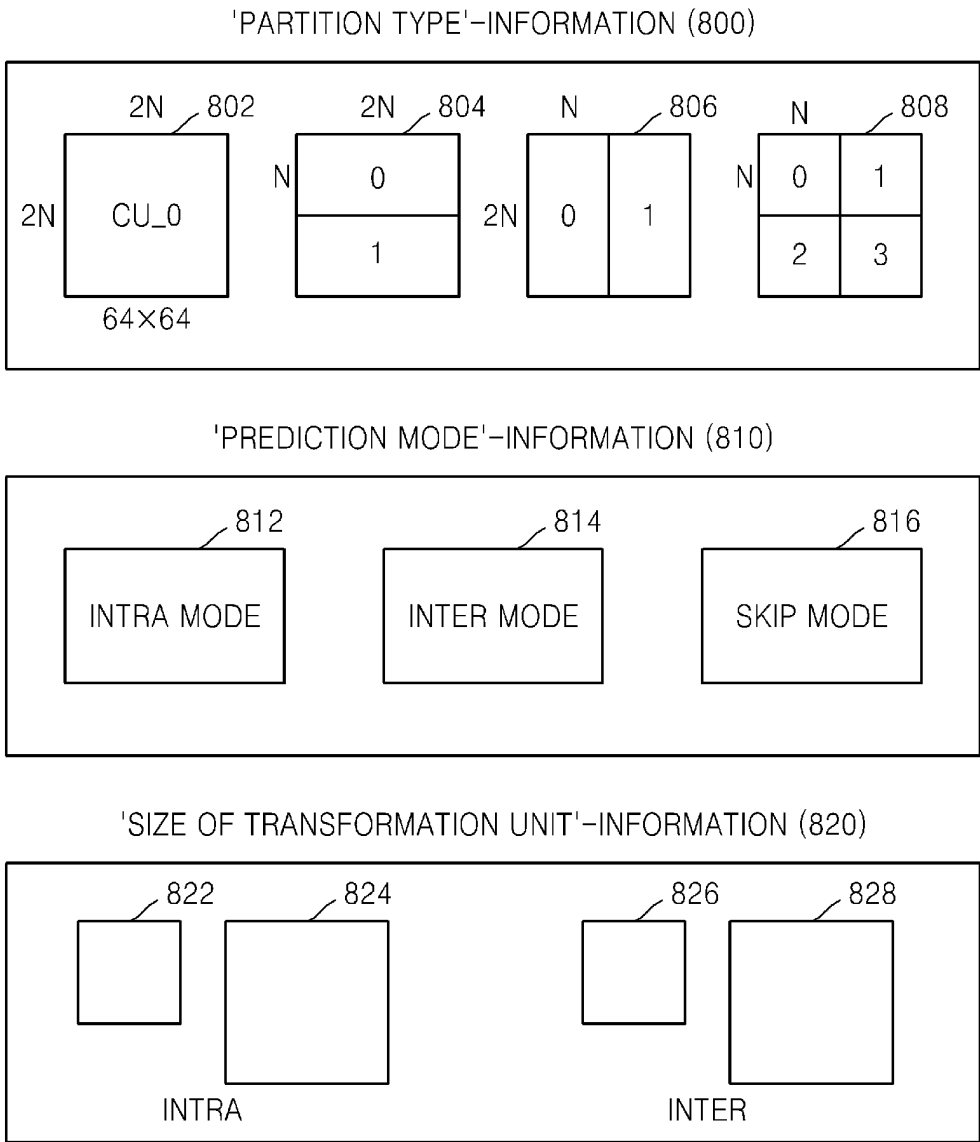 'PARTITION TYPE'-INFORMATION (800)
2N 802 2N 804 N 806 N 808
2N CU_0 N 0 1 2N 0 1 N 0 1 2 3
64×64
'PREDICTION MODE'-INFORMATION (810)
812 814 816
INTRA MODE INTER MODE SKIP MODE
'SIZE OF TRANSFORMATION UNIT'-INFORMATION (820)
822 824 826 828
INTRA INTER